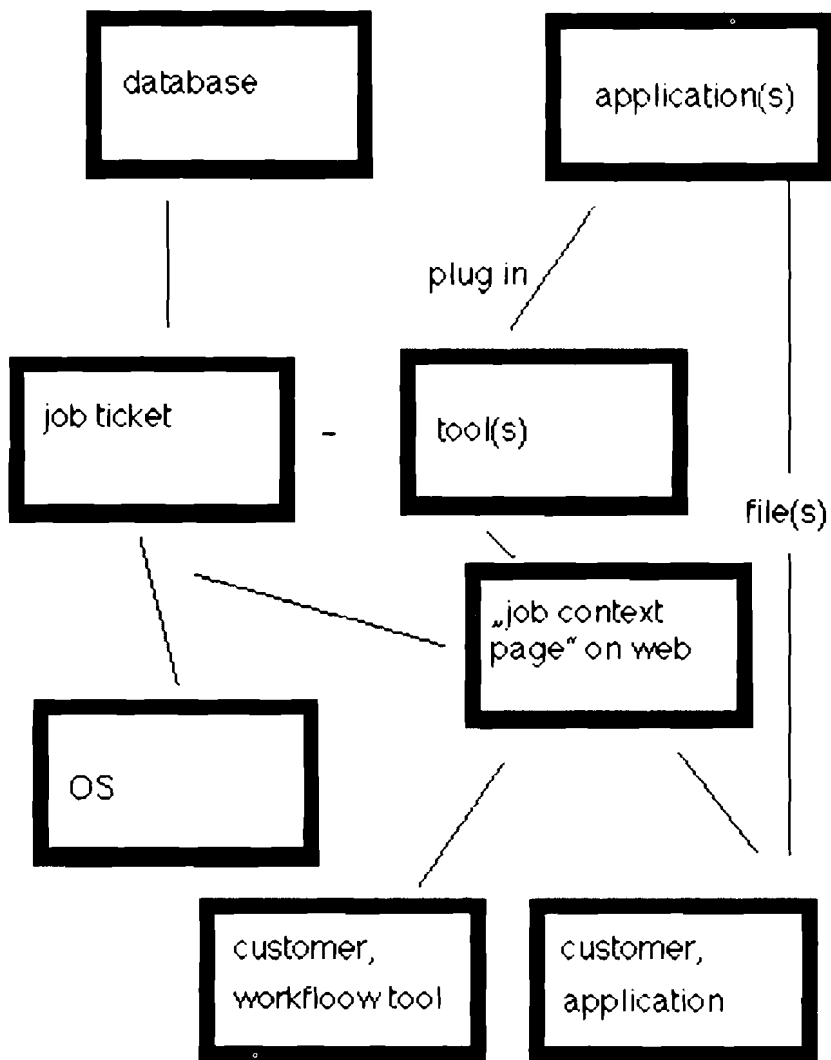 database
application(s)
plug in
job ticket
tool(s)
file(s)
„job context
page“ on web
OS
customer,
workfloow tool
customer,
application